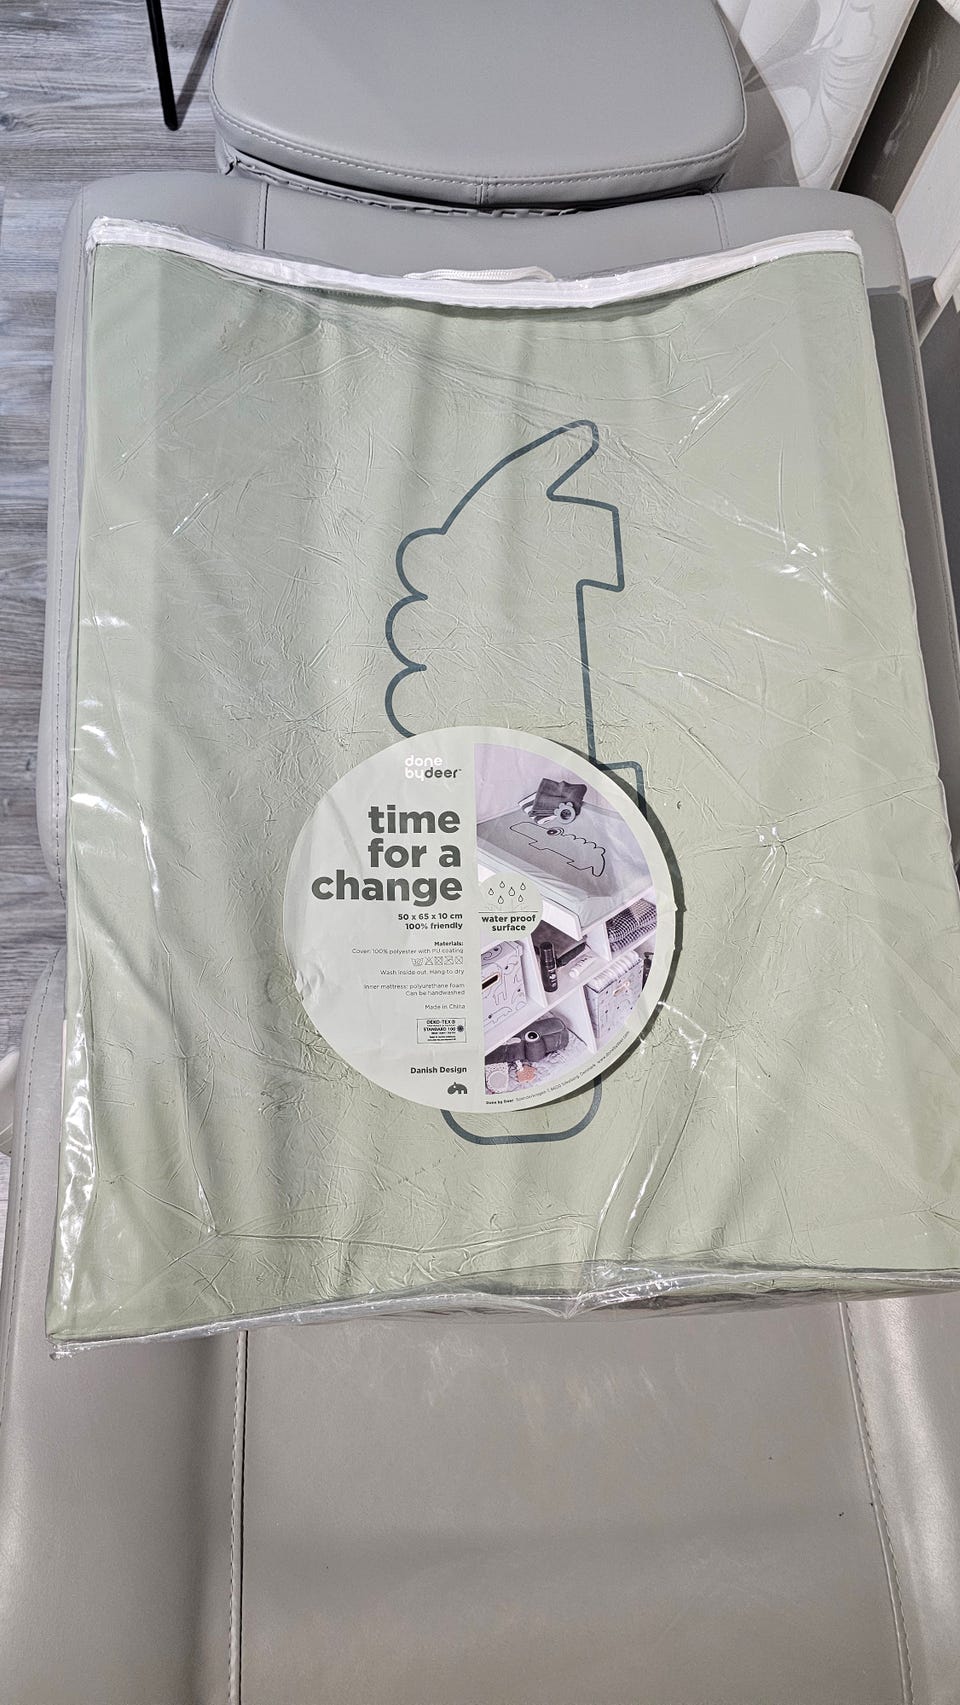 done
by deer™
time
for a
change
50 x 65 x 10 cm
100% friendly
water proof
surface
Materials:
Cover: 100% polyester with PU coating
Wash inside out. Hang to dry
Inner mattress: polyurethane foam
Can be handwashed
Made in China
OEKO-TEX®
STANDARD 100
Danish Design
Done by Deer